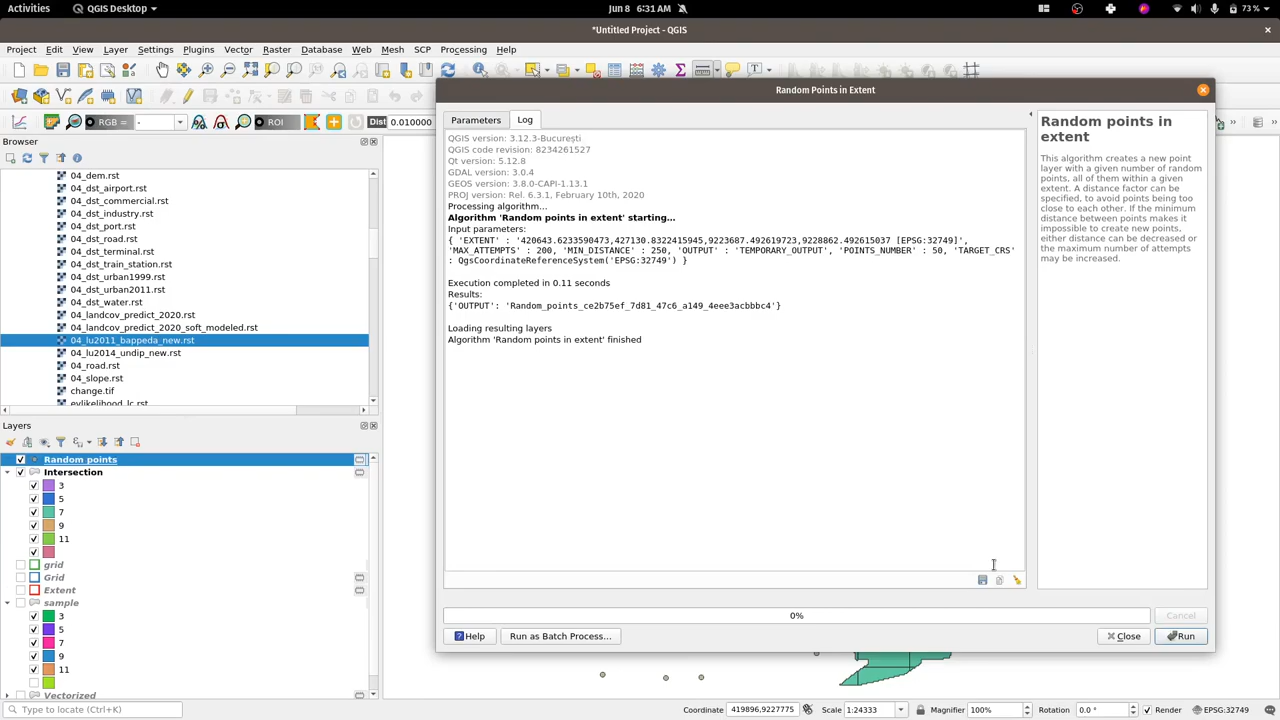 Activities
QGIS Desktop
Jun 8 6:31 AM
73 %
*Untitled Project - QGIS
Project Edit View Layer Settings Plugins Vector Raster Database Web Mesh SCP Processing Help
RGB = -
ROI
Dist 0.010000
Browser
04_dem.rst
04_dst_airport.rst
04_dst_commercial.rst
04_dst_industry.rst
04_dst_port.rst
04_dst_road.rst
04_dst_terminal.rst
04_dst_train_station.rst
04_dst_urban1999.rst
04_dst_urban2011.rst
04_dst_water.rst
04_landcov_predict_2020.rst
04_landcov_predict_2020_soft_modeled.rst
04_lu2011_bappeda_new.rst
04_lu2014_undip_new.rst
04_road.rst
04_slope.rst
change.tif
evlikelihood_lc.rst
Layers
Random points
Intersection
3
5
7
9
11
grid
Grid
Extent
sample
3
5
7
9
11
Vectorized
Random Points in Extent
Parameters Log
QGIS version: 3.12.3-București
QGIS code revision: 8234261527
Qt version: 5.12.8
GDAL version: 3.0.4
GEOS version: 3.8.0-CAPI-1.13.1
PROJ version: Rel. 6.3.1, February 10th, 2020
Processing algorithm…
Algorithm 'Random points in extent' starting…
Input parameters:
{ 'EXTENT' : '420643.6233590473,427130.8322415945,9223687.492619723,9228862.492615037 [EPSG:32749]',
'MAX_ATTEMPTS' : 200, 'MIN_DISTANCE' : 250, 'OUTPUT' : 'TEMPORARY_OUTPUT', 'POINTS_NUMBER' : 50, 'TARGET_CRS'
: QgsCoordinateReferenceSystem('EPSG:32749') }
Execution completed in 0.11 seconds
Results:
{'OUTPUT': 'Random_points_ce2b75ef_7d81_47c6_a149_4eee3acbbbc4'}
Loading resulting layers
Algorithm 'Random points in extent' finished
0%
Cancel
Help
Run as Batch Process…
Close
Run
Random points in
extent
This algorithm creates a new point
layer with a given number of random
points, all of them within a given
extent. A distance factor can be
specified, to avoid points being too
close to each other. If the minimum
distance between points makes it
impossible to create new points,
either distance can be decreased or
the maximum number of attempts
may be increased.
Type to locate (Ctrl+K)
Coordinate 419896,9227775
Scale 1:24333
Magnifier 100%
Rotation 0.0 °
Render
EPSG:32749